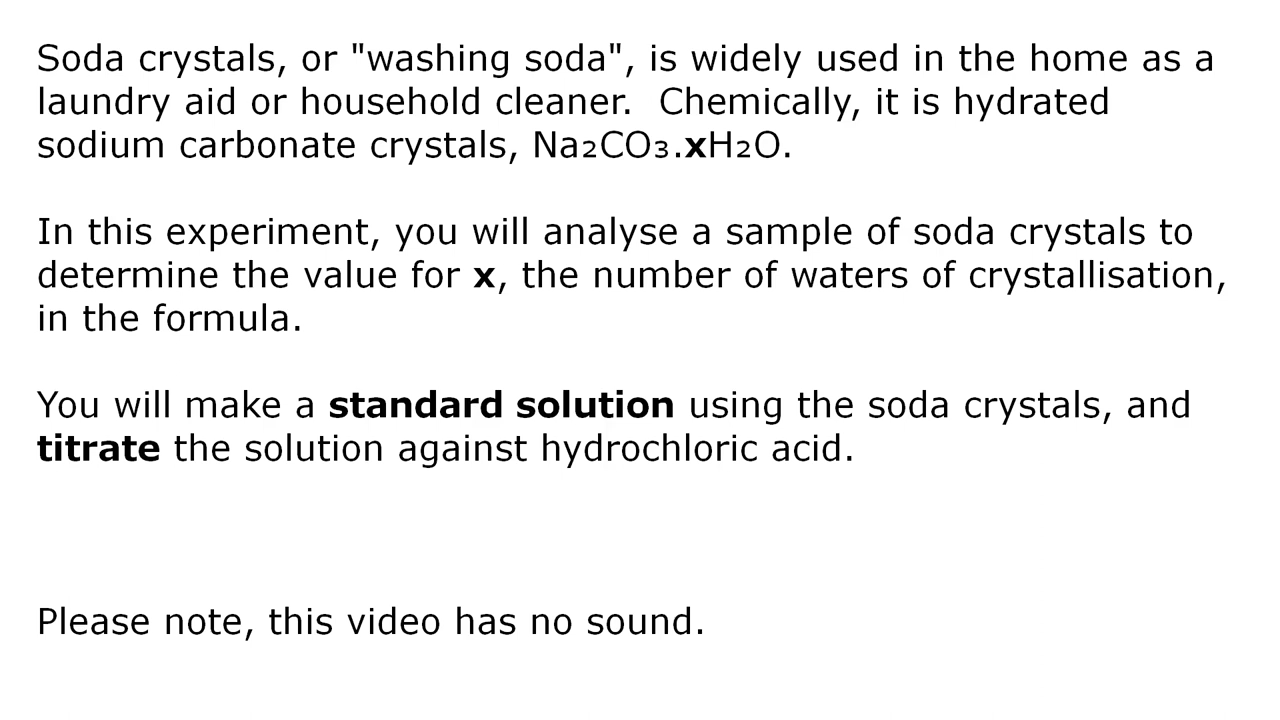 Soda crystals, or "washing soda", is widely used in the home as a
laundry aid or household cleaner.  Chemically, it is hydrated
sodium carbonate crystals, Na₂CO₃.xH₂O.
In this experiment, you will analyse a sample of soda crystals to
determine the value for x, the number of waters of crystallisation,
in the formula.
You will make a standard solution using the soda crystals, and
titrate the solution against hydrochloric acid.
Please note, this video has no sound.